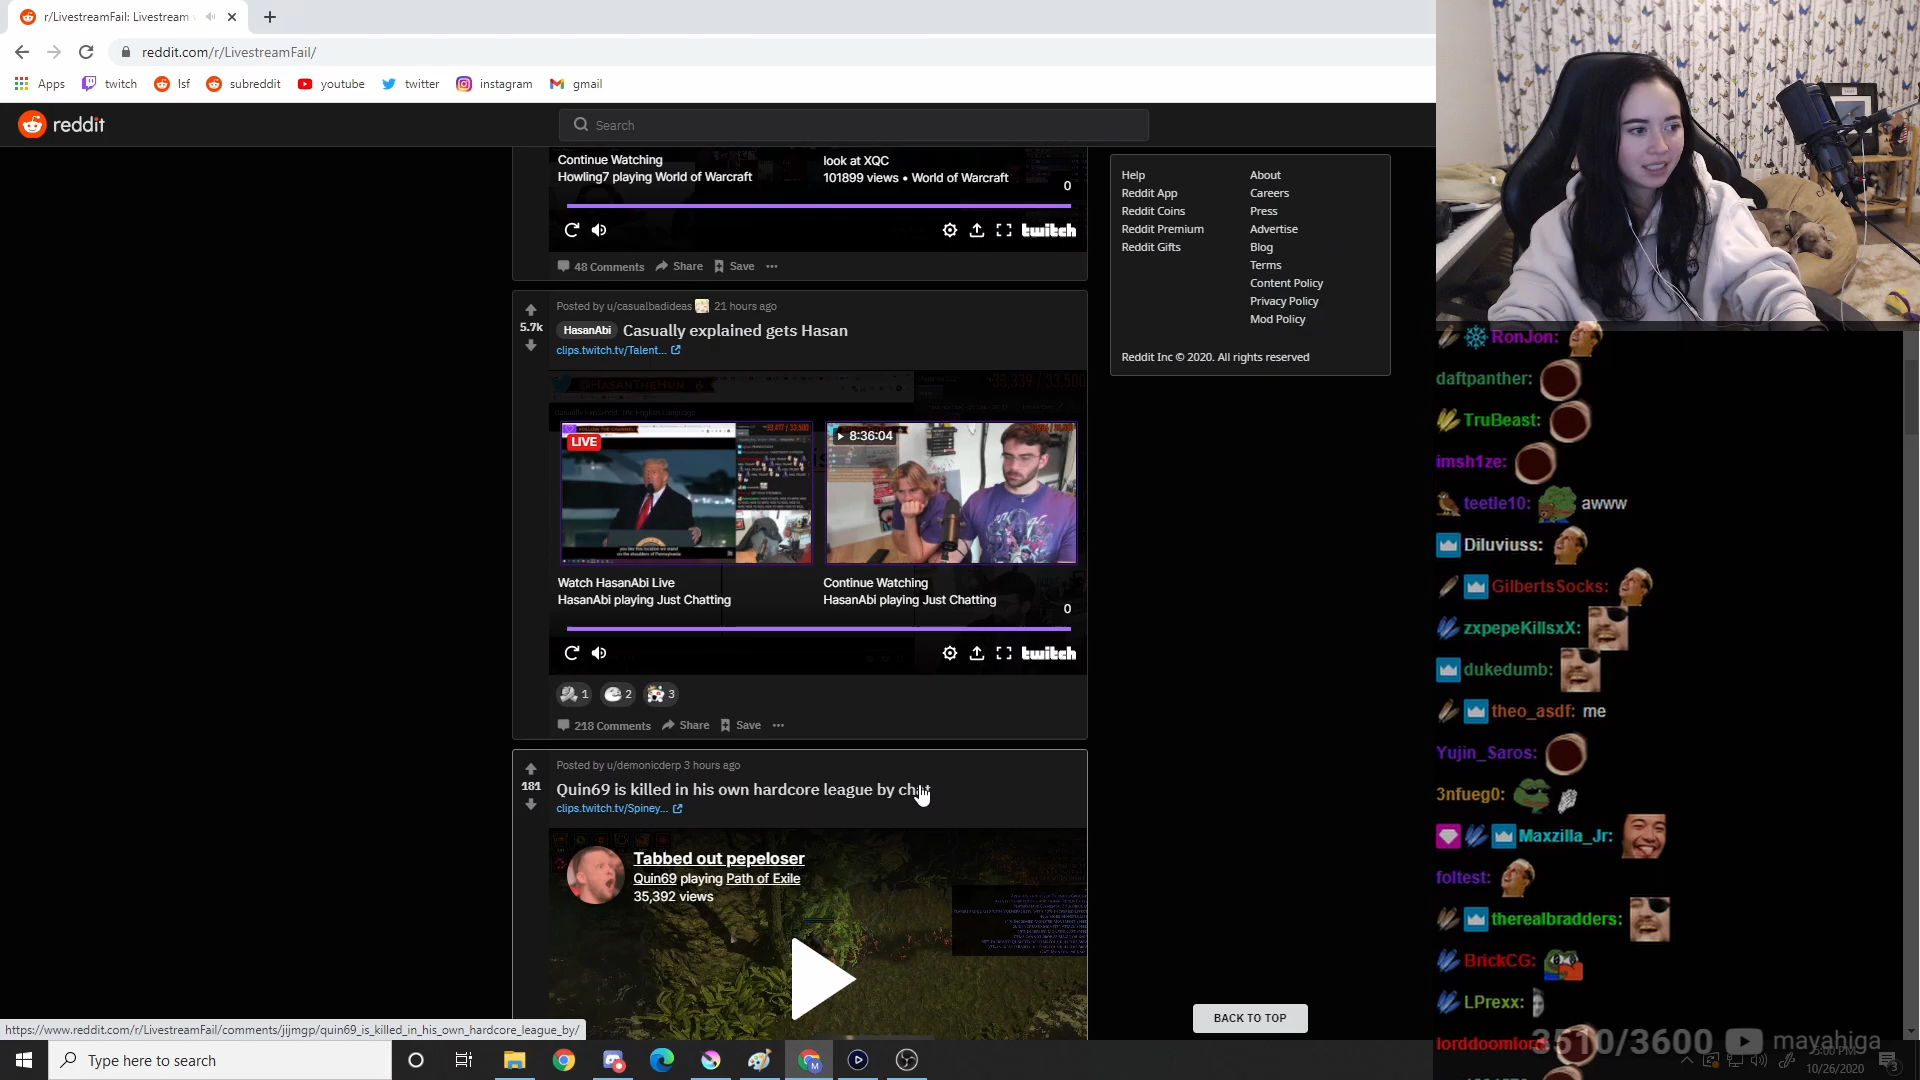 r/LivestreamFail: Livestream
reddit.com/r/LivestreamFail/
Apps
twitch
lsf
subreddit
youtube
twitter
instagram
gmail
reddit
Search
Continue Watching
Howling7 playing World of Warcraft
look at XQC
101899 views • World of Warcraft
0
twitch
48 Comments
Share
Save
Help
Reddit App
Reddit Coins
Reddit Premium
Reddit Gifts
About
Careers
Press
Advertise
Blog
Terms
Content Policy
Privacy Policy
Mod Policy
Reddit Inc © 2020. All rights reserved
5.7k
Posted by u/casualbadideas 21 hours ago
HasanAbi Casually explained gets Hasan
clips.twitch.tv/Talent...
@HASANTHEHUN
LIVE
8:36:04
Watch HasanAbi Live
HasanAbi playing Just Chatting
Continue Watching
HasanAbi playing Just Chatting
0
twitch
1
2
3
218 Comments
Share
Save
181
Posted by u/demonicderp 3 hours ago
Quin69 is killed in his own hardcore league by chat
clips.twitch.tv/Spiney...
Tabbed out pepeloser
Quin69 playing Path of Exile
35,392 views
BACK TO TOP
https://www.reddit.com/r/LivestreamFail/comments/jijmgp/quin69_is_killed_in_his_own_hardcore_league_by/
RonJon:
daftpanther:
TruBeast:
imsh1ze:
teetle10: awww
Diluviuss:
GilbertsSocks:
zxpepeKillsxX:
dukedumb:
theo_asdf: me
Yujin_Saros:
3nfueg0:
Maxzilla_Jr:
foltest:
therealbradders:
BrickCG:
LPrexx:
lorddoomlord:
3510/3600
mayahiga
Type here to search
5:00 PM
10/26/2020
3